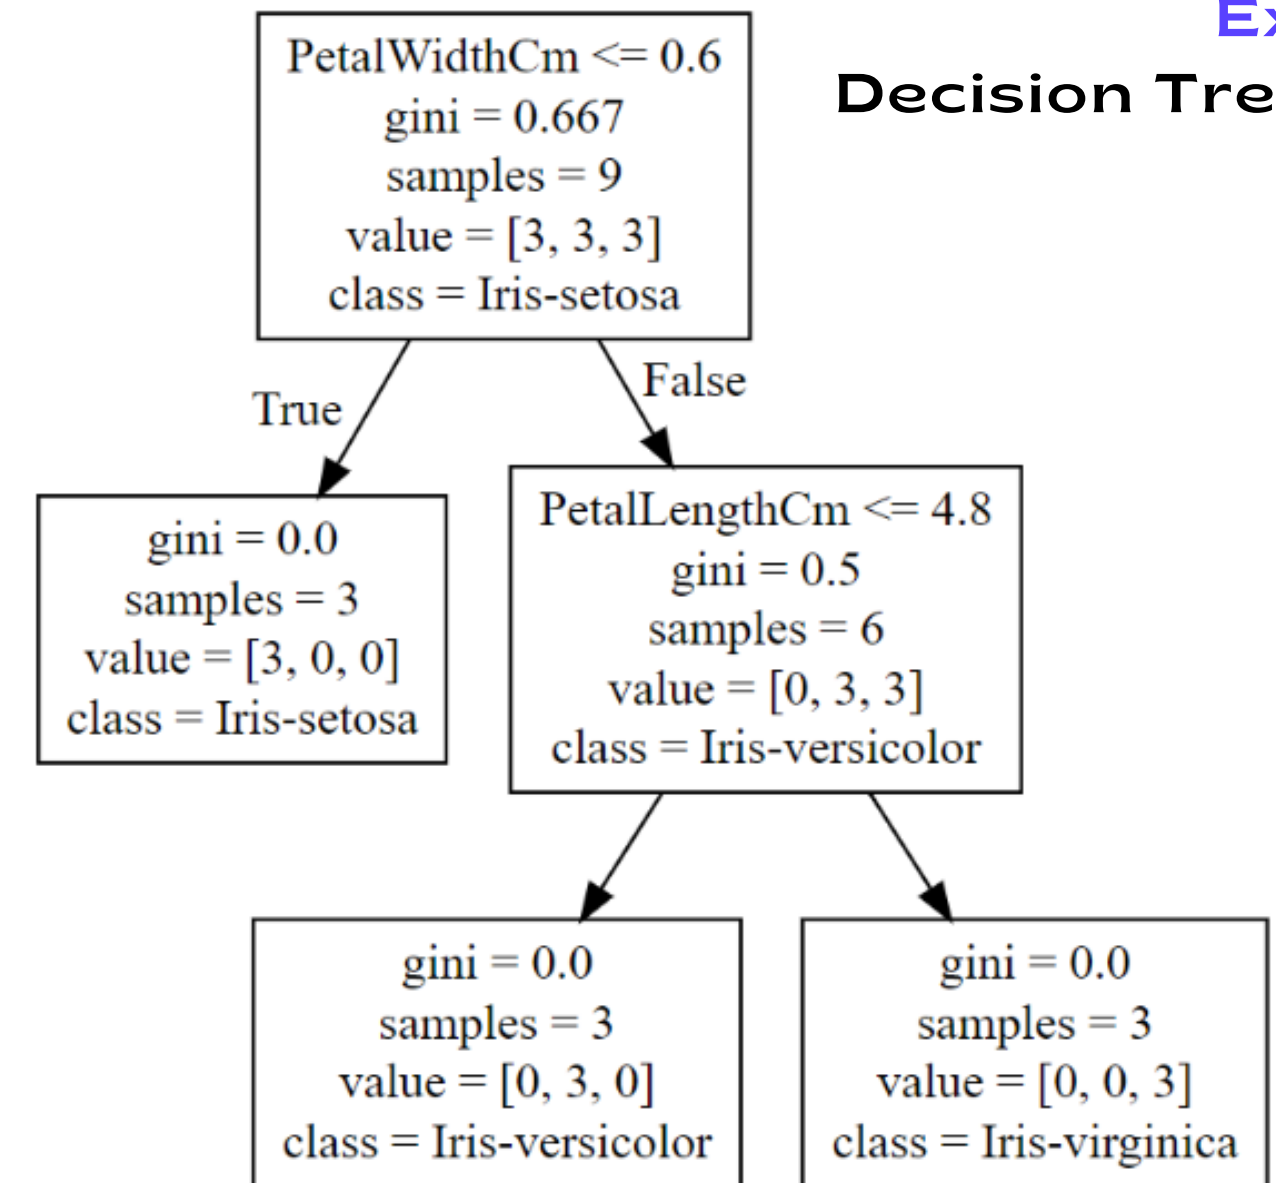 Ex
Decision Tre
PetalWidthCm <= 0.6
gini = 0.667
samples = 9
value = [3, 3, 3]
class = Iris-setosa
True
False
gini = 0.0
samples = 3
value = [3, 0, 0]
class = Iris-setosa
PetalLengthCm <= 4.8
gini = 0.5
samples = 6
value = [0, 3, 3]
class = Iris-versicolor
gini = 0.0
samples = 3
value = [0, 3, 0]
class = Iris-versicolor
gini = 0.0
samples = 3
value = [0, 0, 3]
class = Iris-virginica